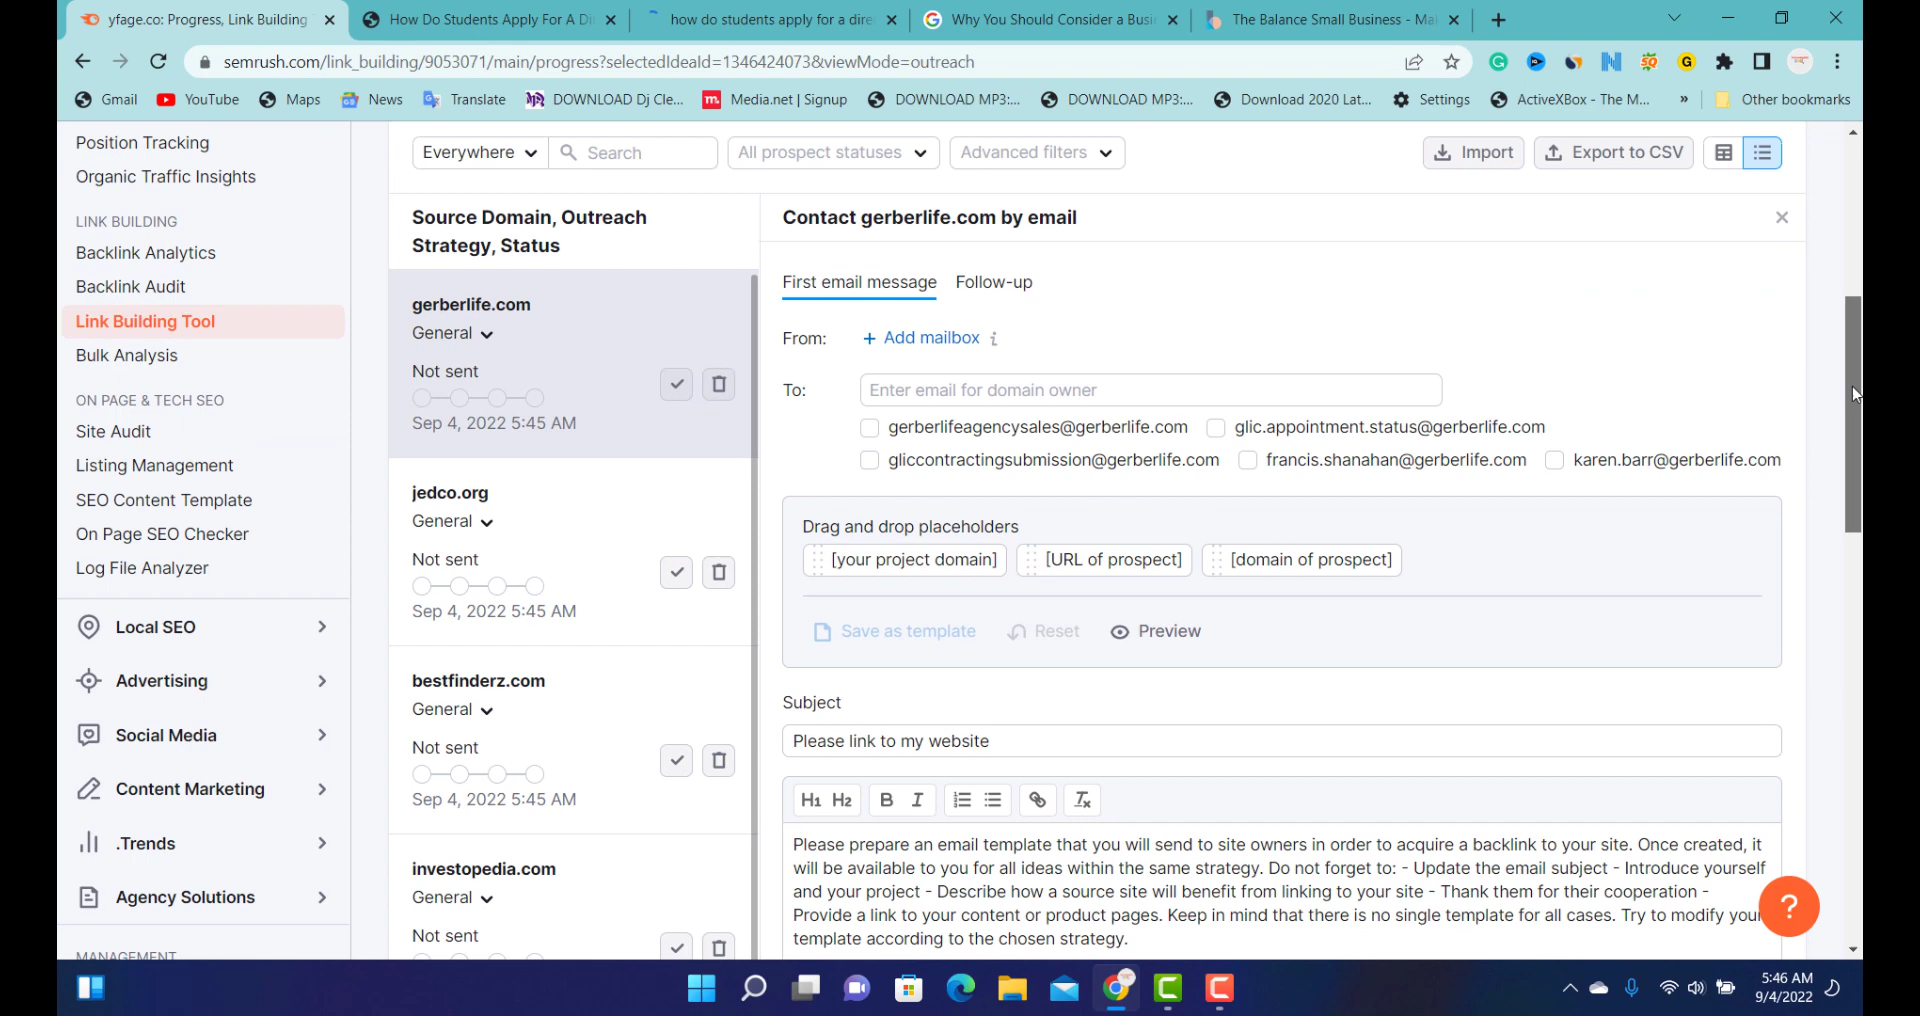 yfage.co: Progress, Link Building
How Do Students Apply For A Di
how do students apply for a dire
Why You Should Consider a Busi
The Balance Small Business - Ma
semrush.com/link_building/9053071/main/progress?selectedIdeaId=1346424073&viewMode=outreach
Gmail
YouTube
Maps
News
Translate
DOWNLOAD Dj Cle...
Media.net | Signup
DOWNLOAD MP3:...
DOWNLOAD MP3:...
Download 2020 Lat...
Settings
ActiveXBox - The M...
»
Other bookmarks
Position Tracking
Organic Traffic Insights
LINK BUILDING
Backlink Analytics
Backlink Audit
Link Building Tool
Bulk Analysis
ON PAGE & TECH SEO
Site Audit
Listing Management
SEO Content Template
On Page SEO Checker
Log File Analyzer
Local SEO
Advertising
Social Media
Content Marketing
.Trends
Agency Solutions
MANAGEMENT
Everywhere
Search
All prospect statuses
Advanced filters
Import
Export to CSV
Source Domain, Outreach
Strategy, Status
gerberlife.com
General
Not sent
Sep 4, 2022 5:45 AM
jedco.org
General
Not sent
Sep 4, 2022 5:45 AM
bestfinderz.com
General
Not sent
Sep 4, 2022 5:45 AM
investopedia.com
General
Not sent
Contact gerberlife.com by email
First email message
Follow-up
From:
+ Add mailbox i
To:
Enter email for domain owner
gerberlifeagencysales@gerberlife.com
glic.appointment.status@gerberlife.com
gliccontractingsubmission@gerberlife.com
francis.shanahan@gerberlife.com
karen.barr@gerberlife.com
Drag and drop placeholders
[your project domain]
[URL of prospect]
[domain of prospect]
Save as template
Reset
Preview
Subject
Please link to my website
H1 H2 B I
Please prepare an email template that you will send to site owners in order to acquire a backlink to your site. Once created, it
will be available to you for all ideas within the same strategy. Do not forget to: - Update the email subject - Introduce yourself
and your project - Describe how a source site will benefit from linking to your site - Thank them for their cooperation -
Provide a link to your content or product pages. Keep in mind that there is no single template for all cases. Try to modify your
template according to the chosen strategy.
?
5:46 AM
9/4/2022